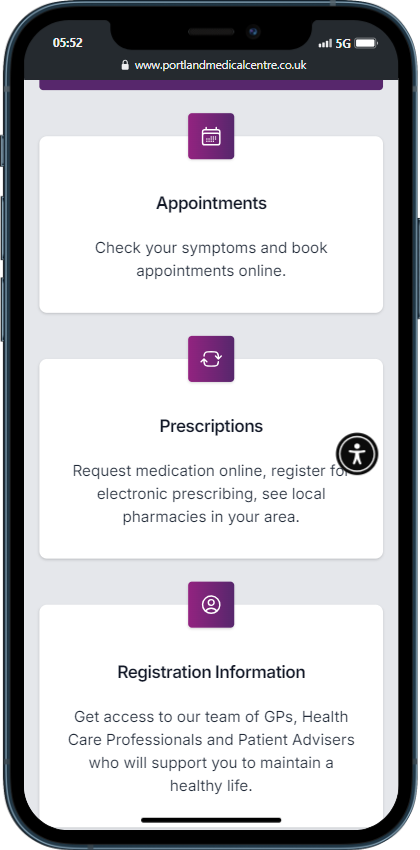 05:52
5G
www.portlandmedicalcentre.co.uk
Appointments
Check your symptoms and book
appointments online.
Prescriptions
Request medication online, register for
electronic prescribing, see local
pharmacies in your area.
Registration Information
Get access to our team of GPs, Health
Care Professionals and Patient Advisers
who will support you to maintain a
healthy life.